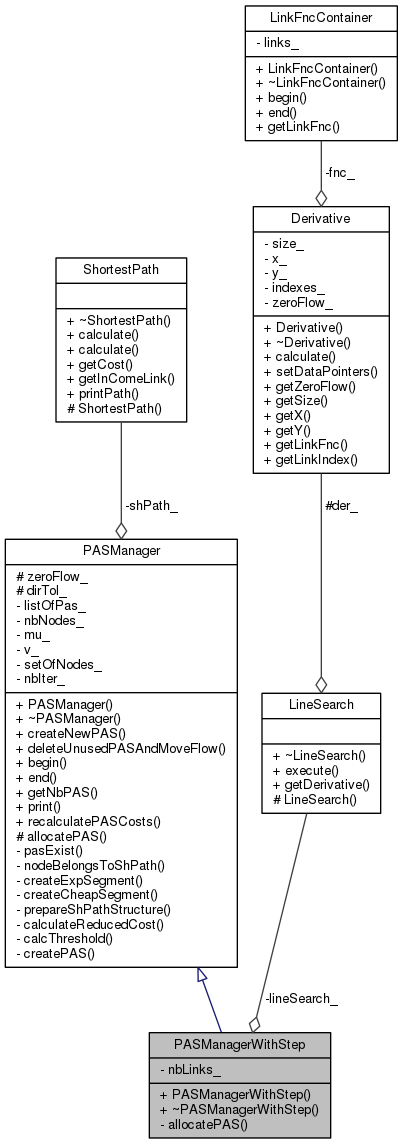 LinkFncContainer
- links_
+ LinkFncContainer()
+ ~LinkFncContainer()
+ begin()
+ end()
+ getLinkFnc()
-fnc_
Derivative
- size_
- x_
- y_
- indexes_
- zeroFlow_
+ Derivative()
+ ~Derivative()
+ calculate()
+ setDataPointers()
+ getZeroFlow()
+ getSize()
+ getX()
+ getY()
+ getLinkFnc()
+ getLinkIndex()
ShortestPath
+ ~ShortestPath()
+ calculate()
+ calculate()
+ getCost()
+ getInComeLink()
+ printPath()
# ShortestPath()
-shPath_
#der_
PASManager
# zeroFlow_
# dirTol_
- listOfPas_
- nbNodes_
- mu_
- v_
- setOfNodes_
- nbIter_
+ PASManager()
+ ~PASManager()
+ createNewPAS()
+ deleteUnusedPASAndMoveFlow()
+ begin()
+ end()
+ getNbPAS()
+ print()
+ recalculatePASCosts()
# allocatePAS()
- pasExist()
- nodeBelongsToShPath()
- createExpSegment()
- createCheapSegment()
- prepareShPathStructure()
- calculateReducedCost()
- calcThreshold()
- createPAS()
LineSearch
+ ~LineSearch()
+ execute()
+ getDerivative()
# LineSearch()
-lineSearch_
PASManagerWithStep
- nbLinks_
+ PASManagerWithStep()
+ ~PASManagerWithStep()
- allocatePAS()